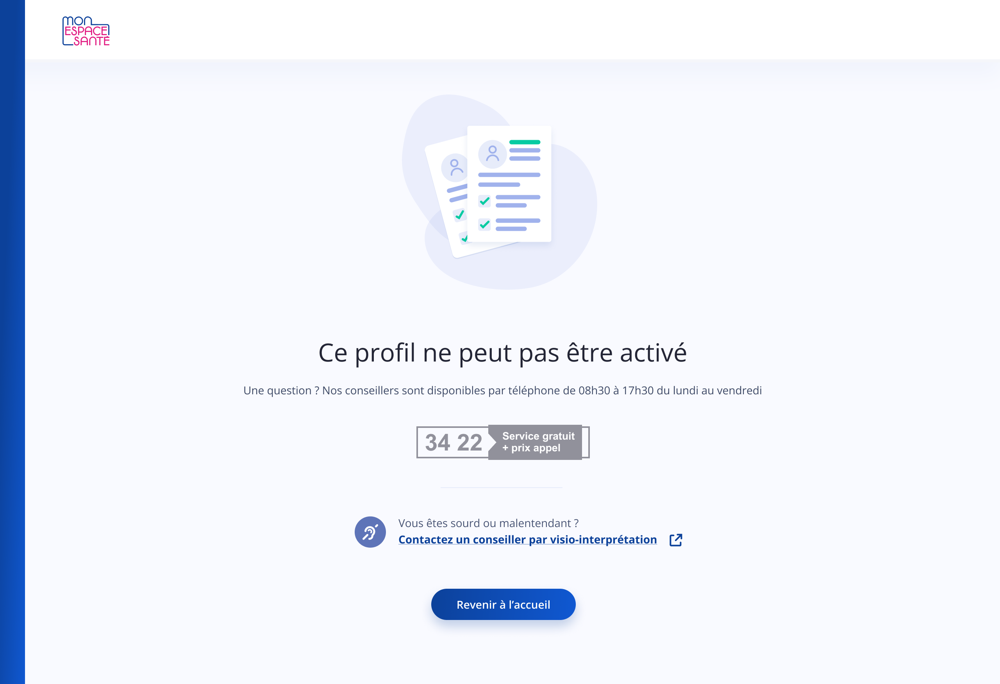 mon
ESPACE
SANTÉ
Ce profil ne peut pas être activé
Une question ? Nos conseillers sont disponibles par téléphone de 08h30 à 17h30 du lundi au vendredi
34 22
Service gratuit
+ prix appel
Vous êtes sourd ou malentendant ?
Contactez un conseiller par visio-interprétation
Revenir à l’accueil